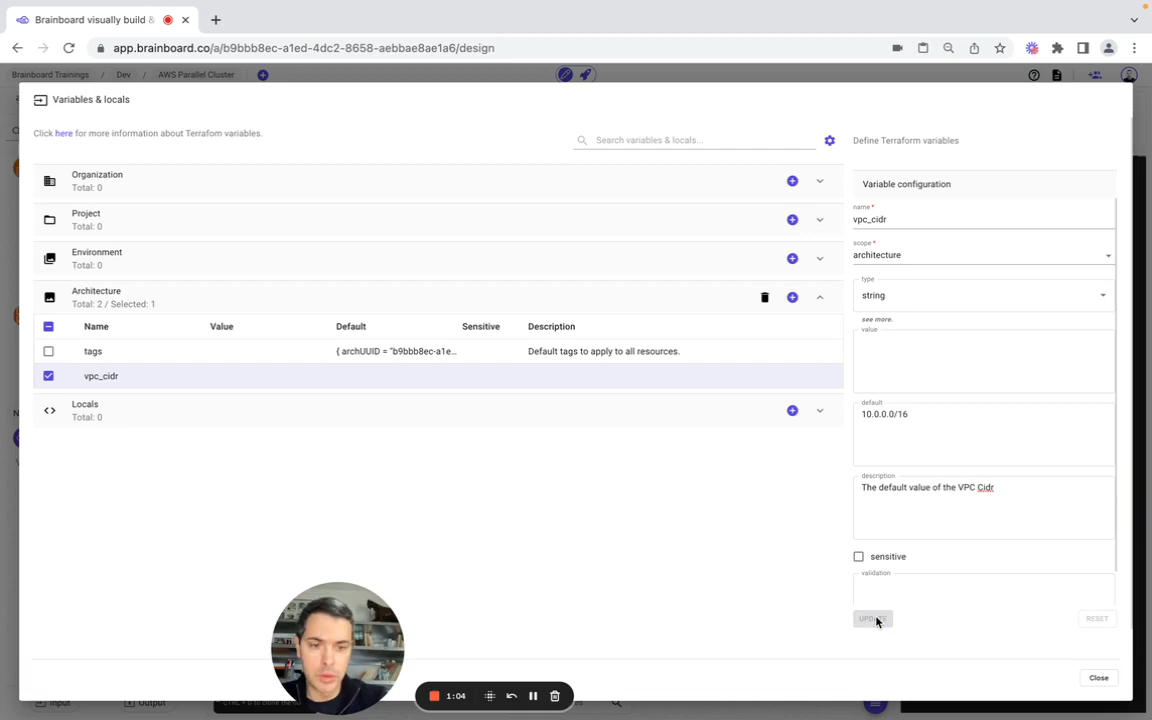 Brainboard visually build &
app.brainboard.co/a/b9bbb8ec-a1ed-4dc2-8658-aebbae8ae1a6/design
Brainboard Trainings / Dev / AWS Parallel Cluster
Variables & locals
Click here for more information about Terraform variables.
Search variables & locals...
Define Terraform variables
Organization
Total: 0
Variable configuration
Project
Total: 0
name *
vpc_cidr
Environment
Total: 0
scope *
architecture
Architecture
Total: 2 / Selected: 1
type
string
see more.
Name Value Default Sensitive Description
tags { archUUID = "b9bbb8ec-a1e... Default tags to apply to all resources.
vpc_cidr
value
Locals
Total: 0
default
10.0.0.0/16
description
The default value of the VPC Cidr
sensitive
validation
UPDATE
RESET
1:04
Close
Input
Output